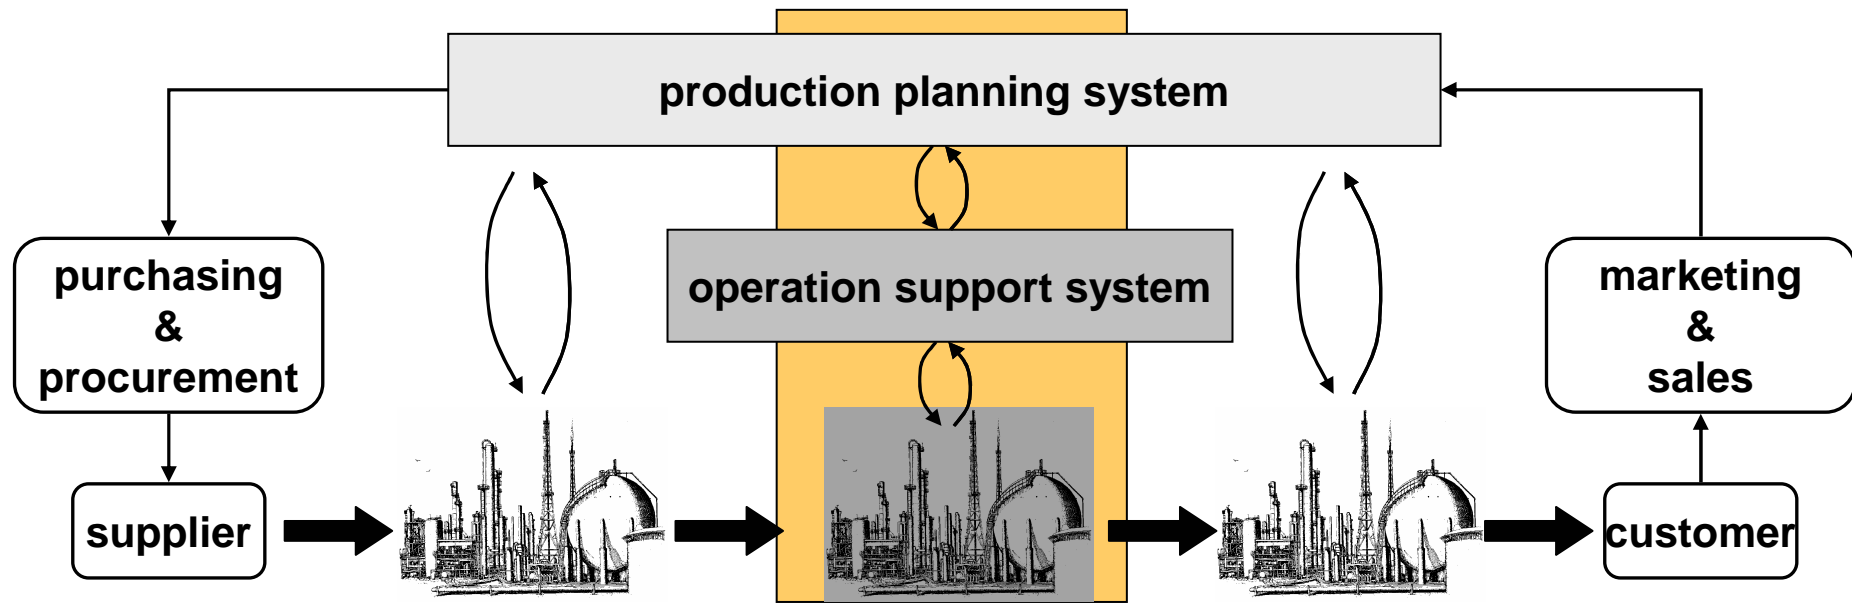 production planning system
operation support system
purchasing
&
procurement
marketing
&
sales
supplier
customer